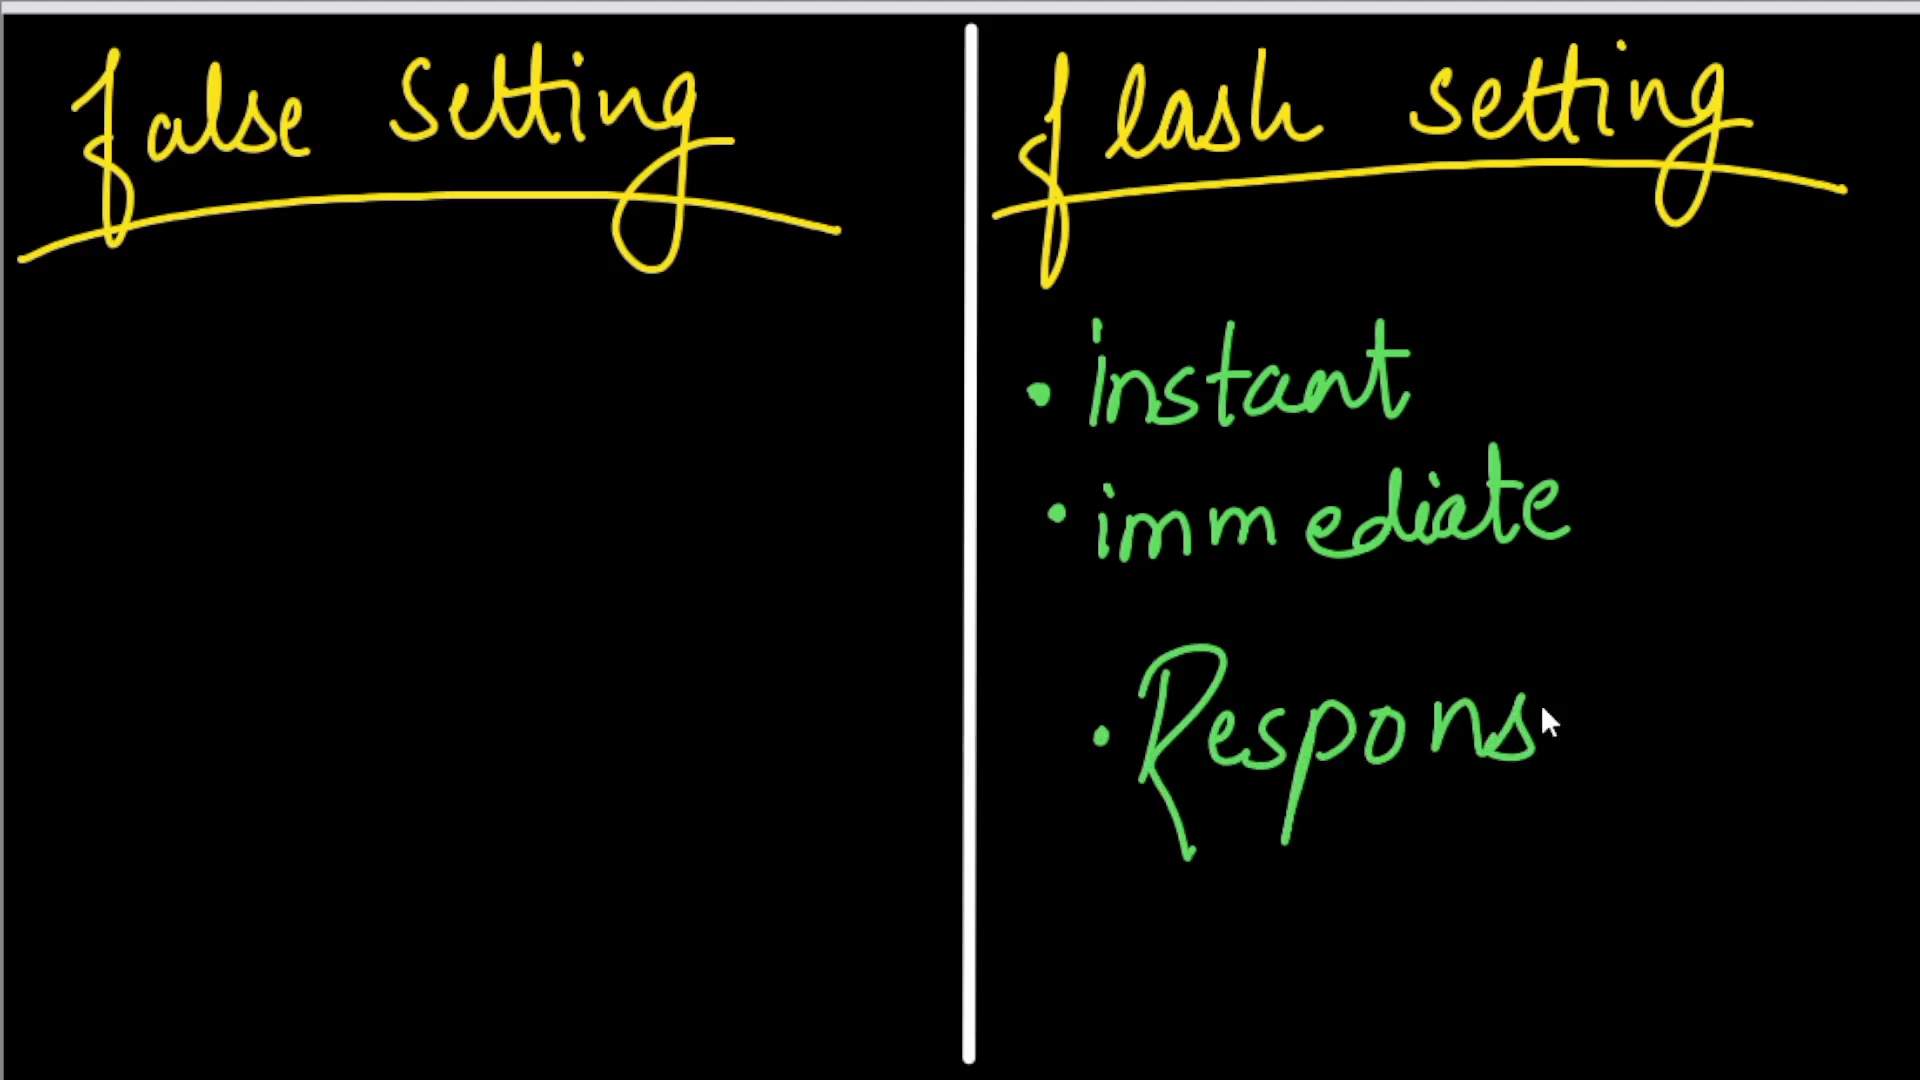 false setting
flash setting
• instant
• immediate
• Respons